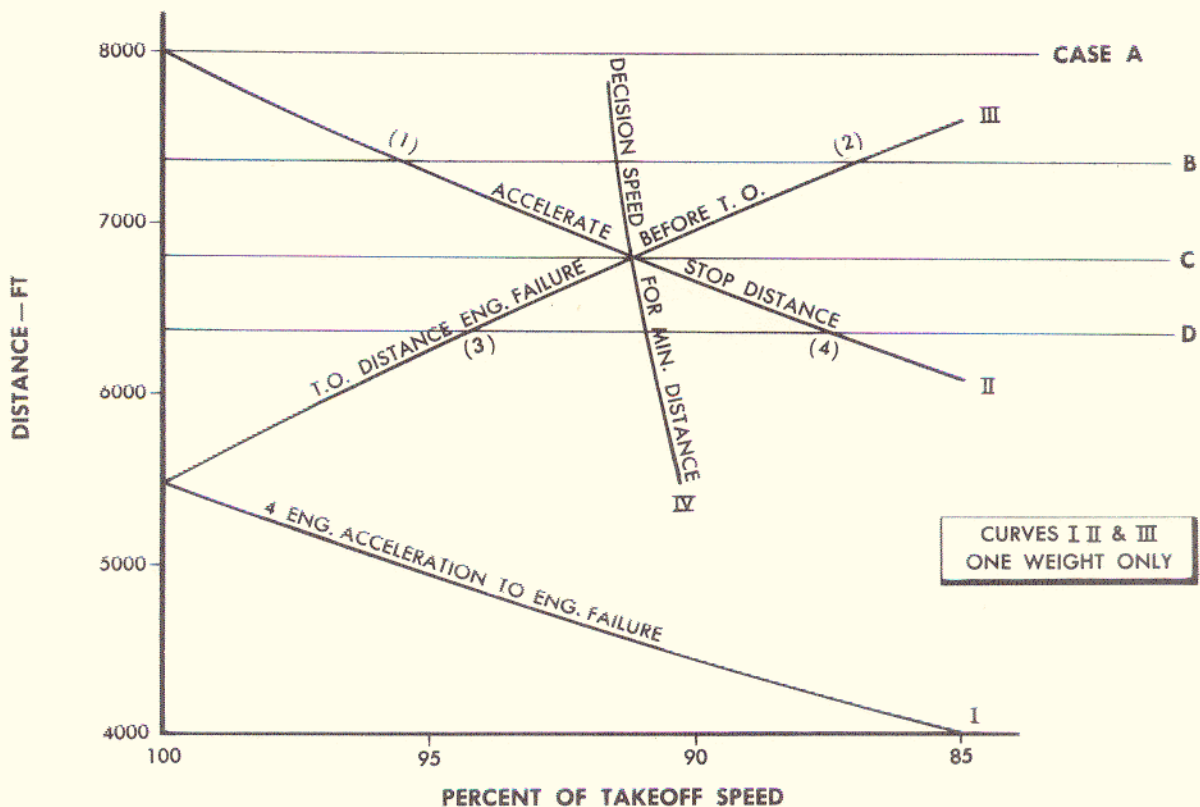 8000
CASE A
DECISION SPEED FOR MIN. DISTANCE
III
(1)
(2)
B
ACCELERATE STOP DISTANCE
7000
T.O. DISTANCE ENG. FAILURE BEFORE T.O.
C
D
(3)
(4)
6000
II
IV
DISTANCE—FT
4 ENG. ACCELERATION TO ENG. FAILURE
CURVES I II & III
ONE WEIGHT ONLY
5000
I
4000
100 95 90 85
PERCENT OF TAKEOFF SPEED